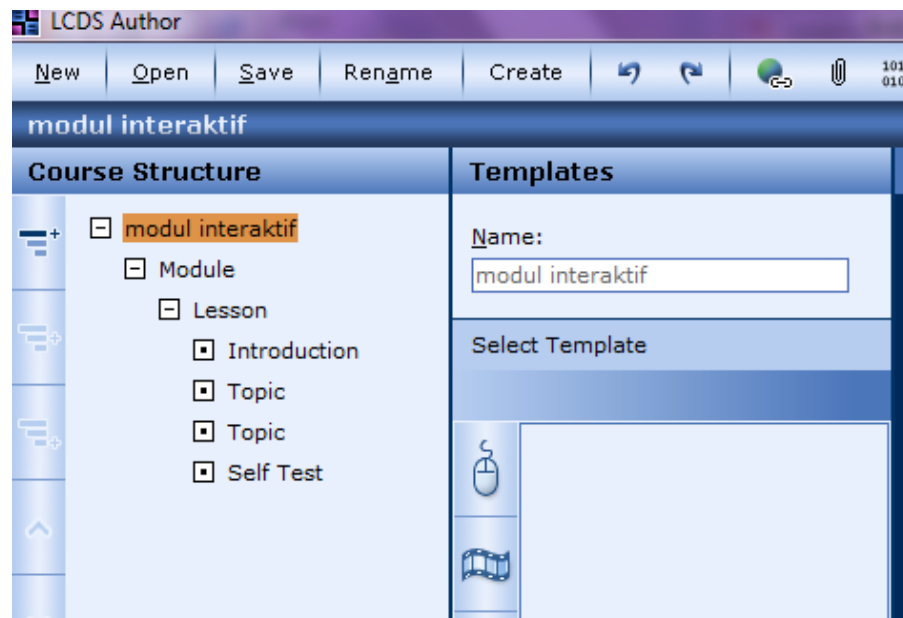 LCDS Author
New Open Save Rename Create
modul interaktif
Course Structure
modul interaktif
Module
Lesson
Introduction
Topic
Topic
Self Test
Templates
Name:
modul interaktif
Select Template